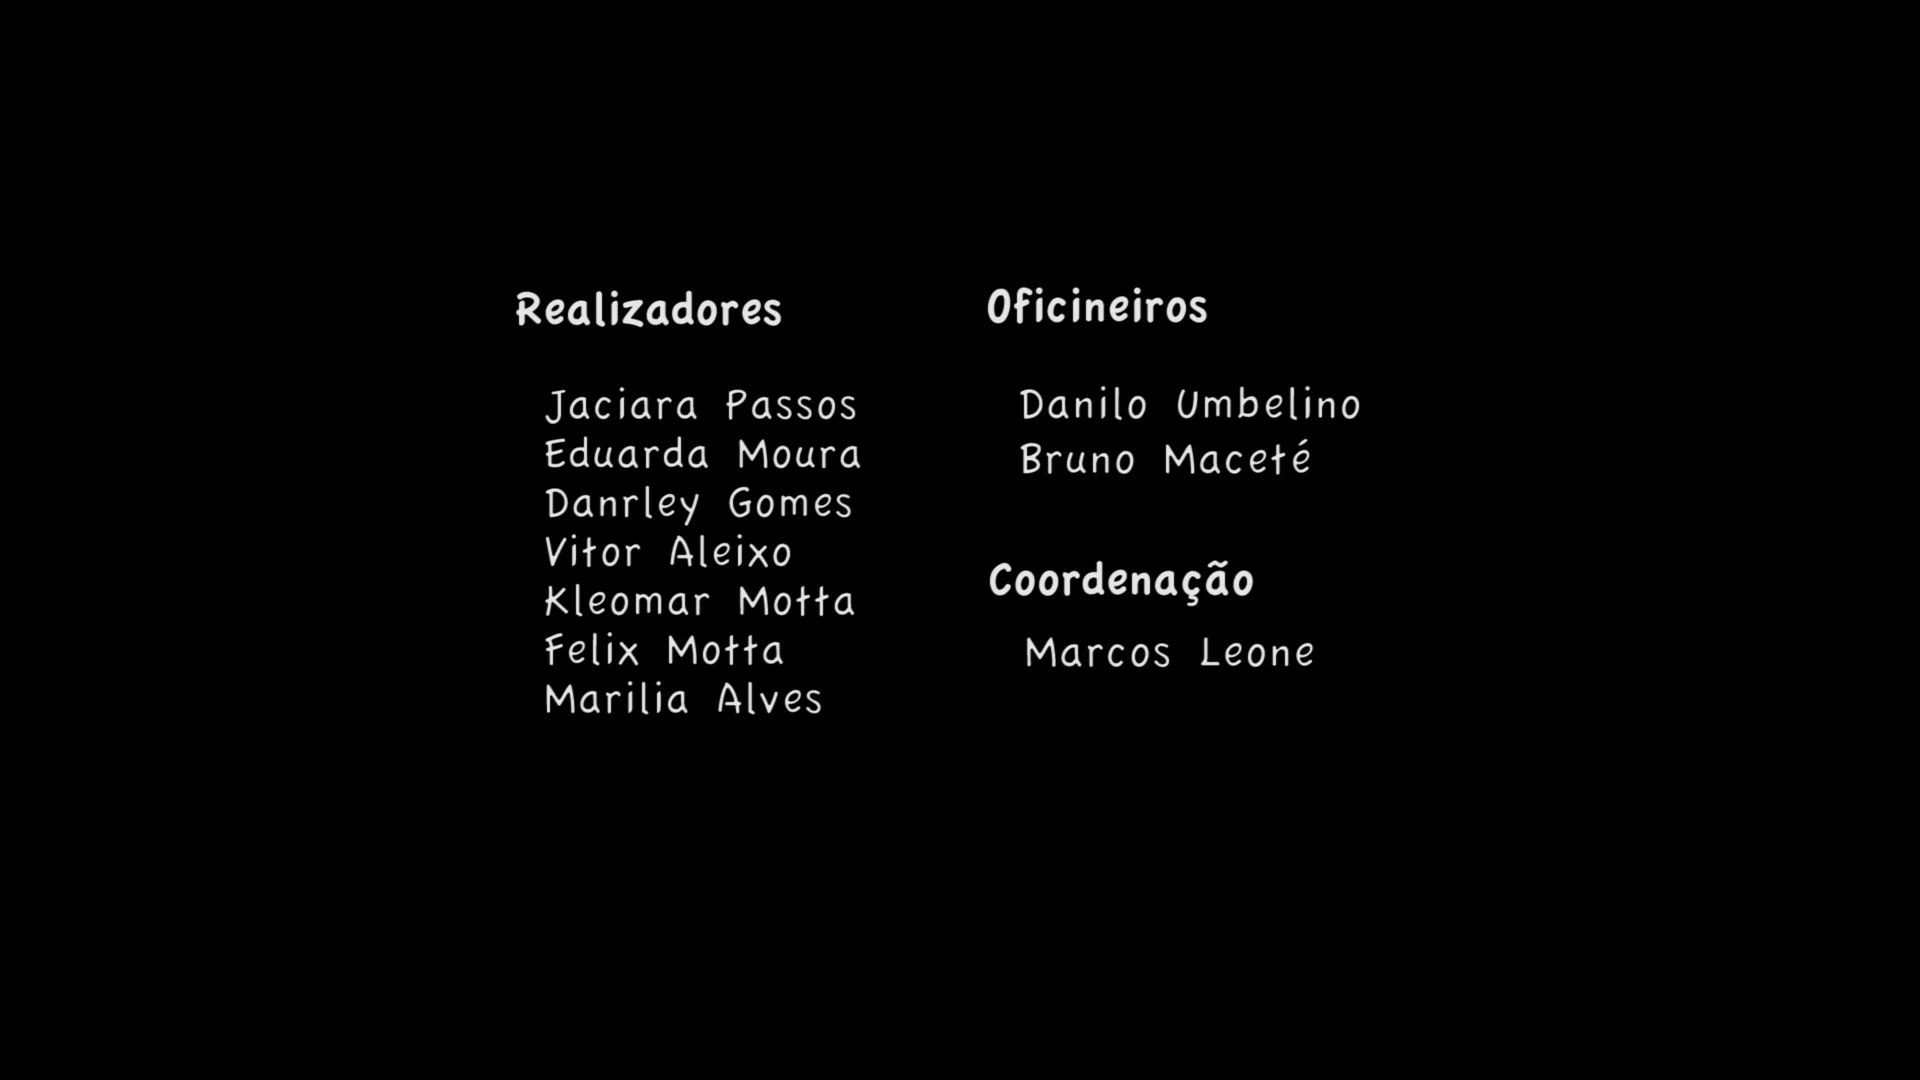 Realizadores
Jaciara Passos
Eduarda Moura
Danrley Gomes
Vitor Aleixo
Kleomar Motta
Felix Motta
Marilia Alves
Oficineiros
Danilo Umbelino
Bruno Maceté
Coordenação
Marcos Leone